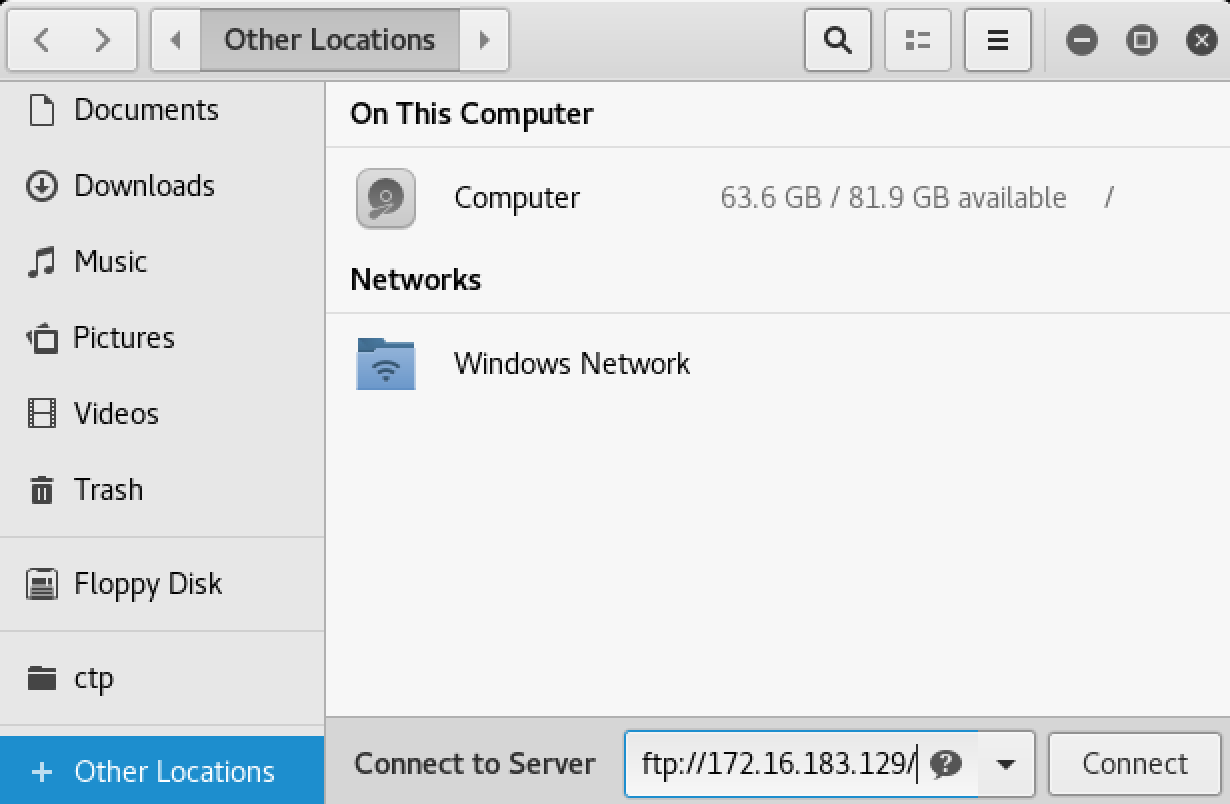 Other Locations
Documents
Downloads
Music
Pictures
Videos
Trash
Floppy Disk
ctp
+ Other Locations
On This Computer
Computer 63.6 GB / 81.9 GB available /
Networks
Windows Network
Connect to Server ftp://172.16.183.129/ ? Connect